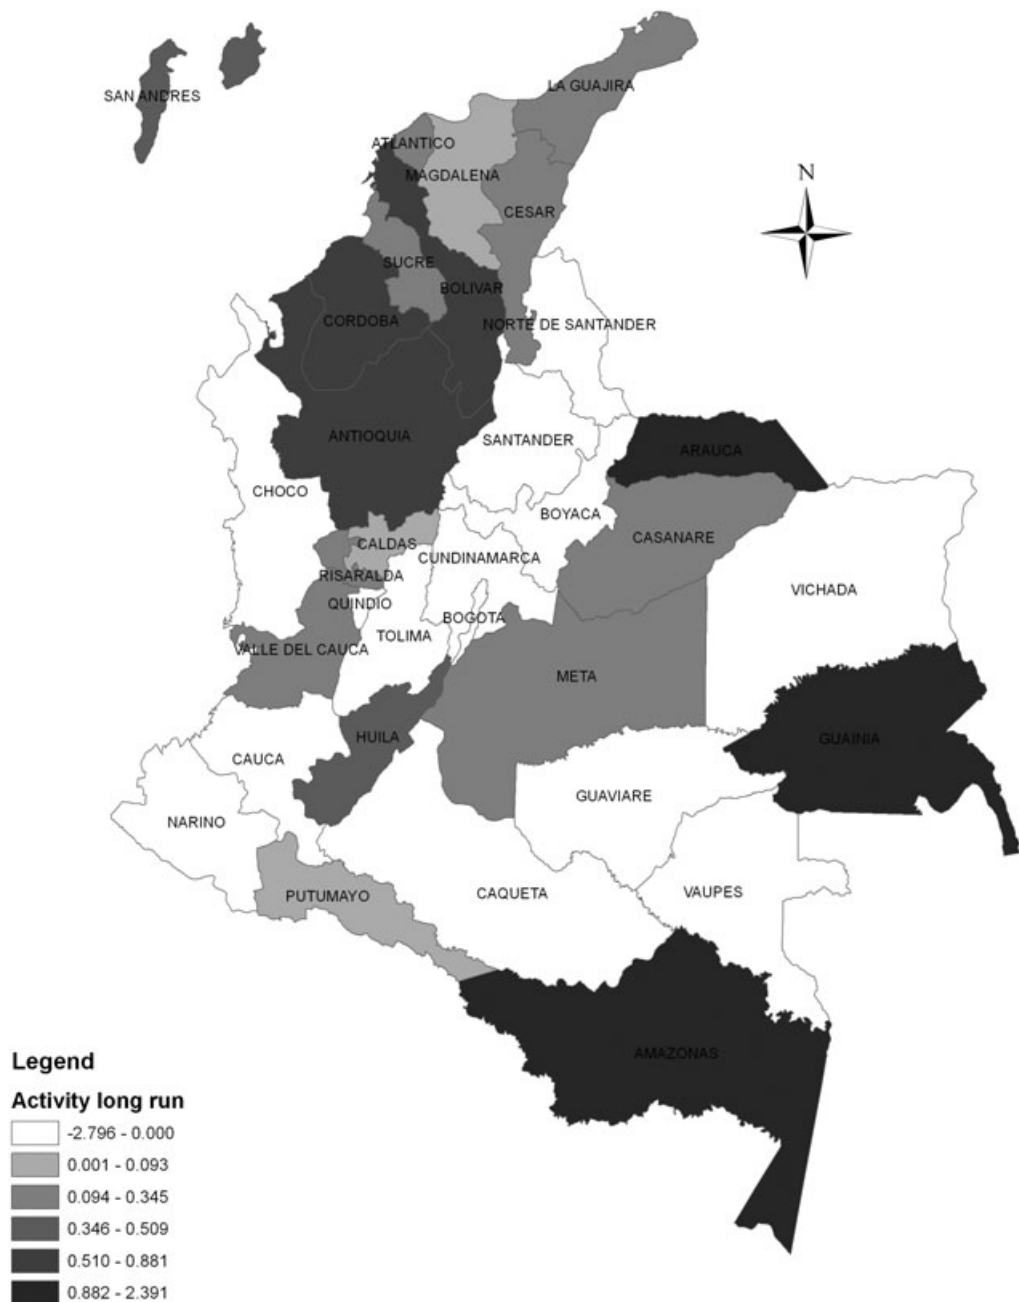 LA GUAJIRA
SAN ANDRES
ATLANTICO
MAGDALENA
N
CESAR
SUCRE
BOLIVAR
CORDOBA
NORTE DE SANTANDER
ANTIOQUIA
SANTANDER
ARAUCA
CHOCO
BOYACA
CASANARE
CALDAS
CUNDINAMARCA
RISARALDA
VICHADA
QUINDIO
BOGOTA
TOLIMA
VALLE DEL CAUCA
META
HUILA
GUAINIA
CAUCA
GUAVIARE
NARINO
PUTUMAYO
CAQUETA
VAUPES
AMAZONAS
Legend
Activity long run
-2.796 - 0.000
0.001 - 0.093
0.094 - 0.345
0.346 - 0.509
0.510 - 0.881
0.882 - 2.391